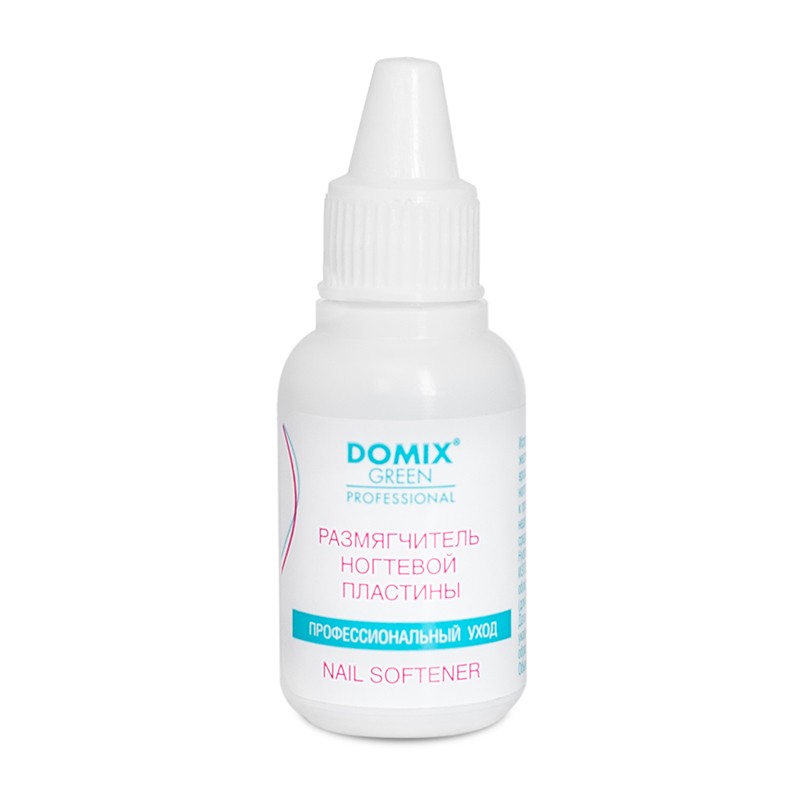 DOMIX®
GREEN
PROFESSIONAL
РАЗМЯГЧИТЕЛЬ
НОГТЕВОЙ
ПЛАСТИНЫ
ПРОФЕССИОНАЛЬНЫЙ УХОД
NAIL SOFTENER